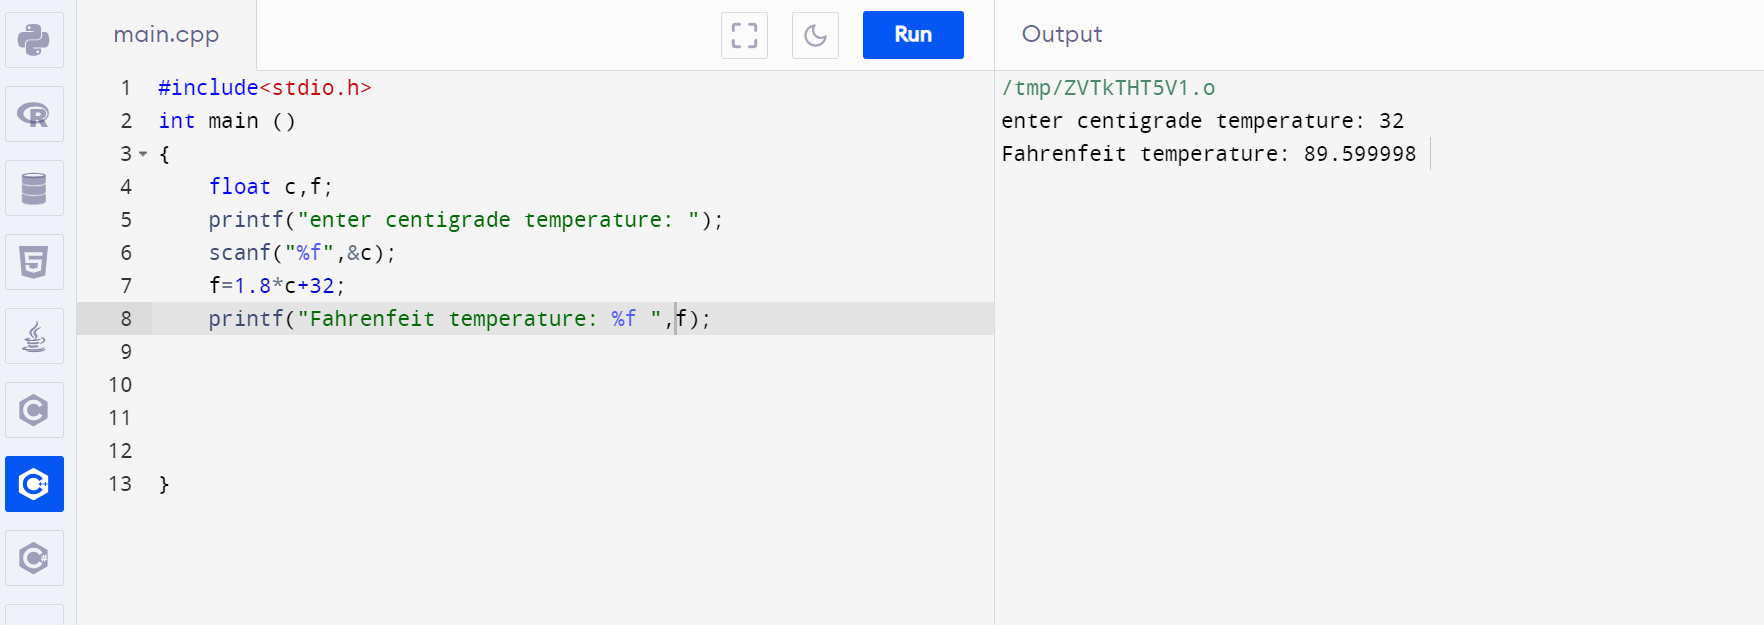 main.cpp
Run
Output
1 #include<stdio.h>
2 int main ()
3 {
4     float c,f;
5     printf("enter centigrade temperature: ");
6     scanf("%f",&c);
7     f=1.8*c+32;
8     printf("Fahrenfeit temperature: %f ",f);
9
10
11
12
13 }
/tmp/ZVTkTHT5V1.o
enter centigrade temperature: 32
Fahrenfeit temperature: 89.599998